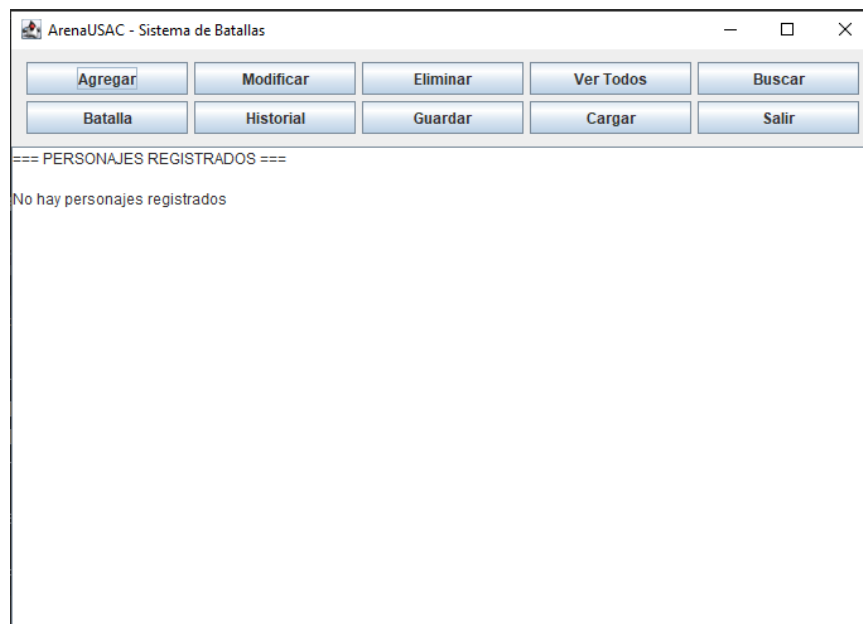 ArenaUSAC - Sistema de Batallas
Agregar Modificar Eliminar Ver Todos Buscar
Batalla Historial Guardar Cargar Salir
=== PERSONAJES REGISTRADOS ===
No hay personajes registrados